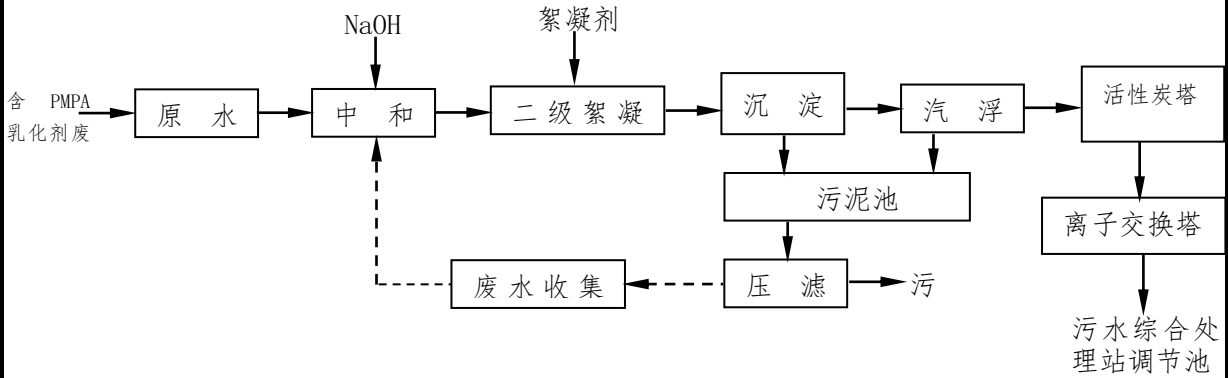 NaOH
絮凝剂
含 PMPA
乳化剂废
原水
中和
二级絮凝
沉淀
汽浮
活性炭塔
污泥池
离子交换塔
废水收集
压滤
污
污水综合处
理站调节池